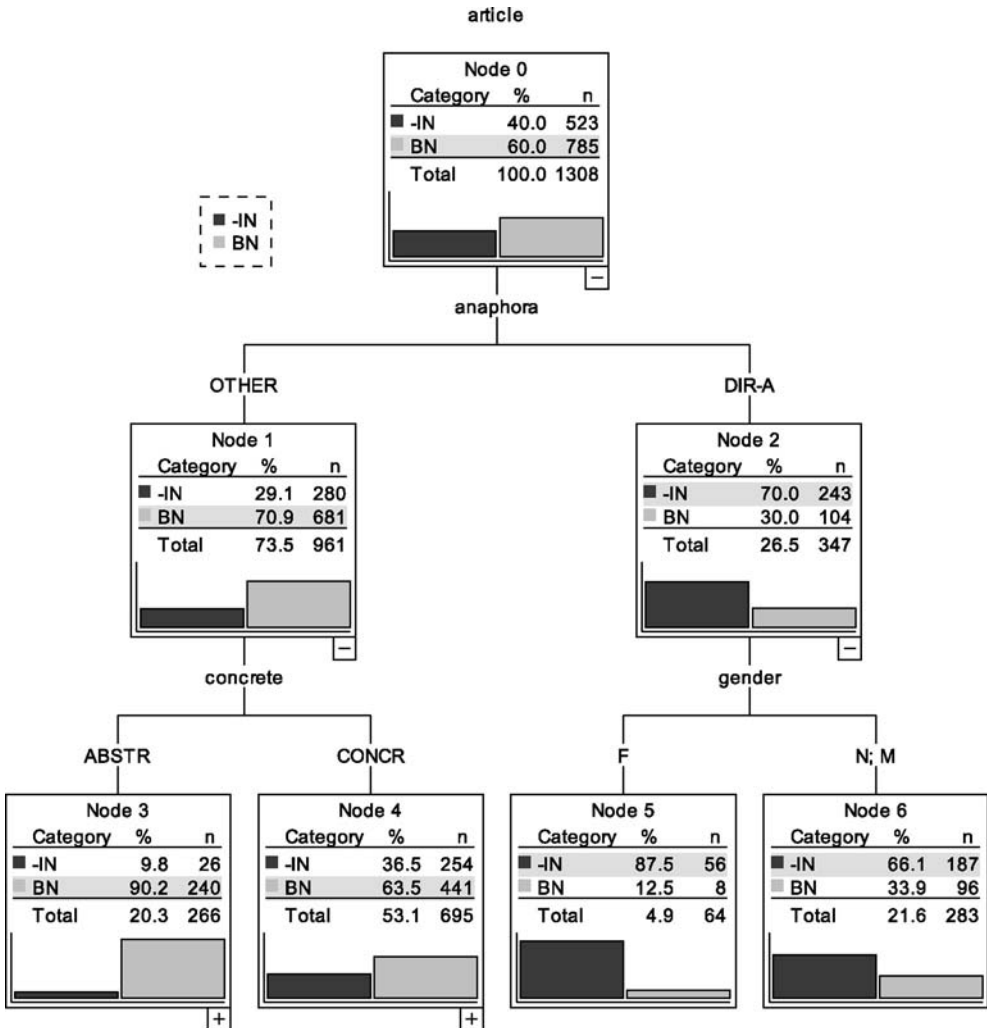 article
Node 0
Category % n
-IN 40.0 523
BN 60.0 785
Total 100.0 1308
-IN
BN
−
anaphora
OTHER
DIR-A
Node 1
Category % n
-IN 29.1 280
BN 70.9 681
Total 73.5 961
−
Node 2
Category % n
-IN 70.0 243
BN 30.0 104
Total 26.5 347
−
concrete
gender
ABSTR
CONCR
F
N; M
Node 3
Category % n
-IN 9.8 26
BN 90.2 240
Total 20.3 266
+
Node 4
Category % n
-IN 36.5 254
BN 63.5 441
Total 53.1 695
+
Node 5
Category % n
-IN 87.5 56
BN 12.5 8
Total 4.9 64
Node 6
Category % n
-IN 66.1 187
BN 33.9 96
Total 21.6 283